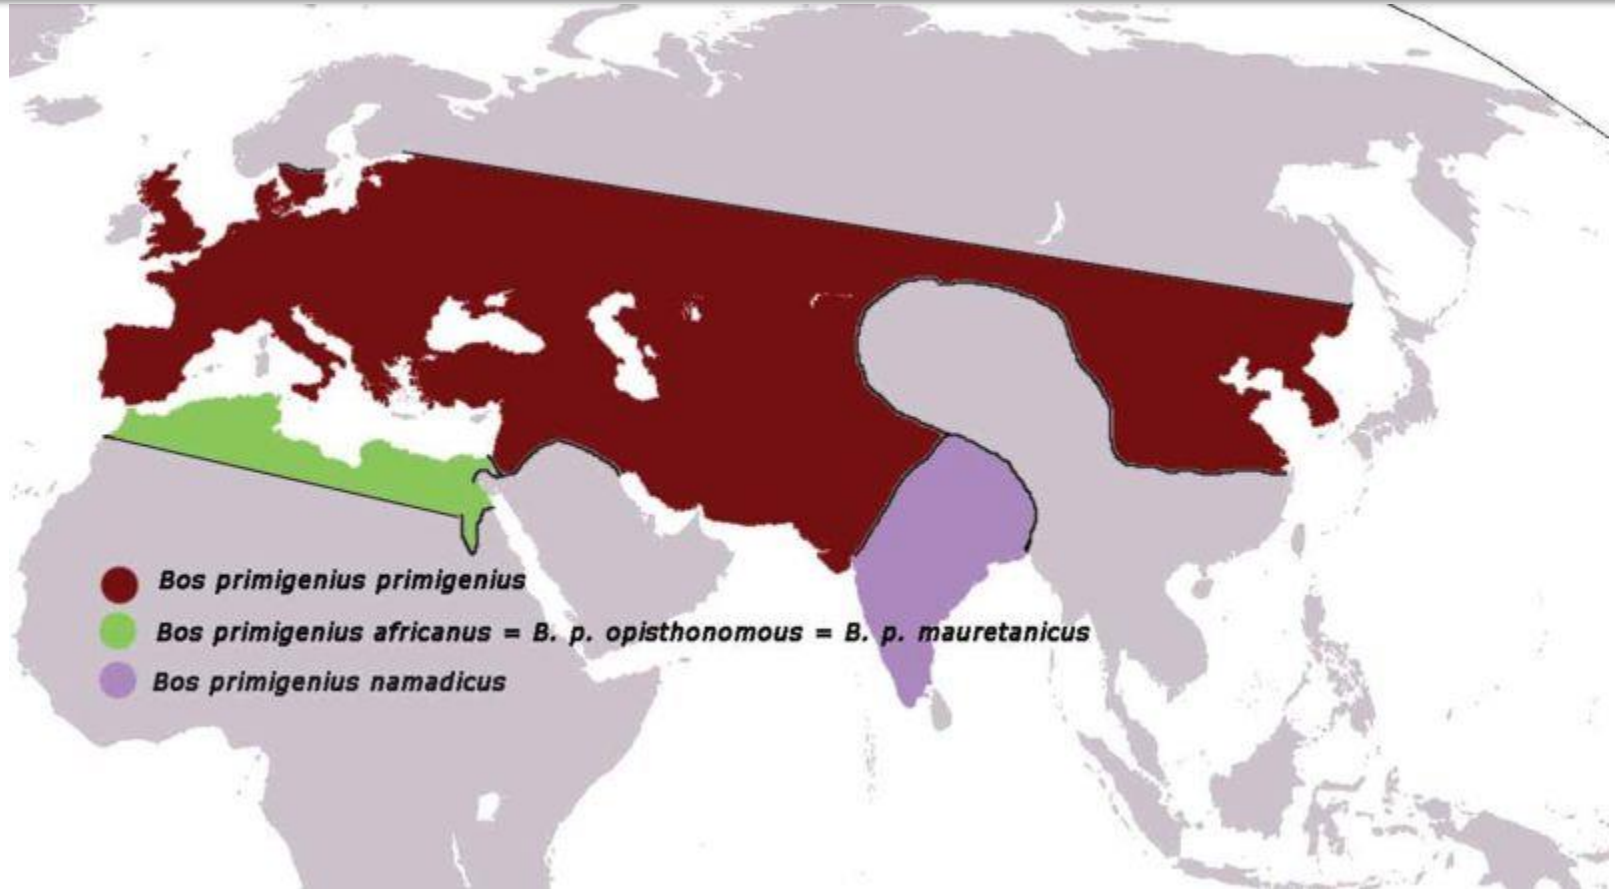 Bos primigenius primigenius
Bos primigenius africanus = B. p. opisthonomous = B. p. mauretanicus
Bos primigenius namadicus